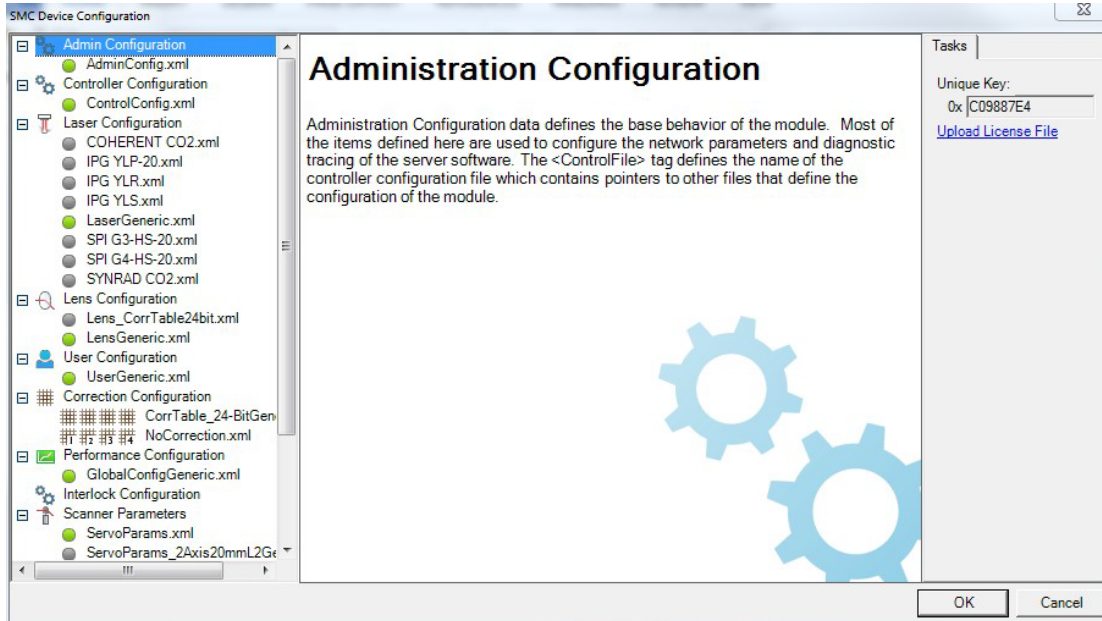 SMC Device Configuration
Admin Configuration
AdminConfig.xml
Controller Configuration
ControlConfig.xml
Laser Configuration
COHERENT CO2.xml
IPG YLP-20.xml
IPG YLR.xml
IPG YLS.xml
LaserGeneric.xml
SPI G3-HS-20.xml
SPI G4-HS-20.xml
SYNRAD CO2.xml
Lens Configuration
Lens_CorrTable24bit.xml
LensGeneric.xml
User Configuration
UserGeneric.xml
Correction Configuration
CorrTable_24-BitGen
1 2 3 4 NoCorrection.xml
Performance Configuration
GlobalConfigGeneric.xml
Interlock Configuration
Scanner Parameters
ServoParams.xml
ServoParams_2Axis20mmL2Ge
Administration Configuration
Administration Configuration data defines the base behavior of the module. Most of
the items defined here are used to configure the network parameters and diagnostic
tracing of the server software. The <ControlFile> tag defines the name of the
controller configuration file which contains pointers to other files that define the
configuration of the module.
Tasks
Unique Key:
0x C09887E4
Upload License File
OK Cancel